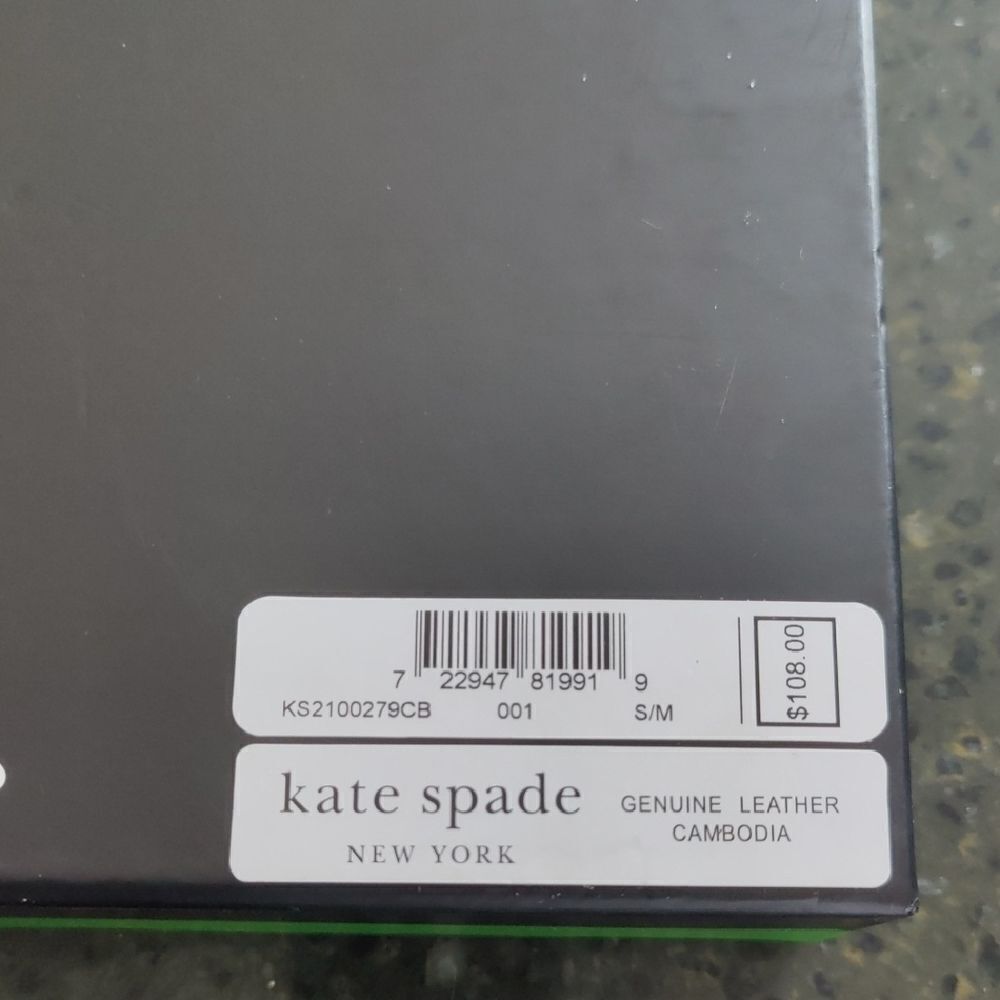 7 22947 81991 9
KS2100279CB 001 S/M
$108.00
kate spade
NEW YORK
GENUINE LEATHER
CAMBODIA